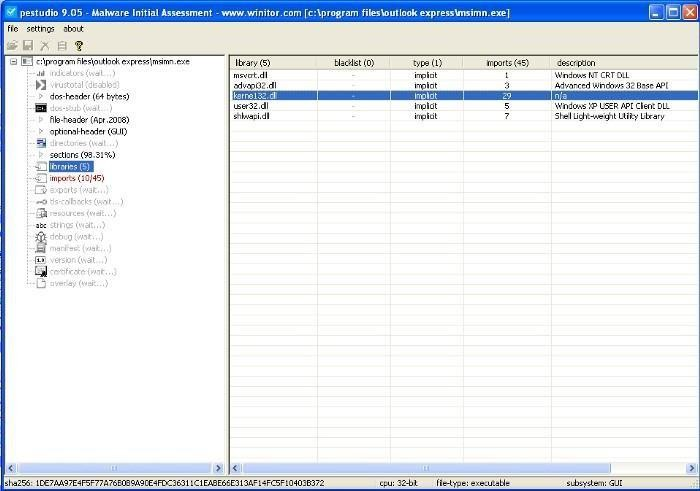 pestudio 9.05 - Malware Initial Assessment - www.winitor.com [c:\program files\outlook express\msimn.exe]
file settings about
c:\program files\outlook express\msimn.exe
indicators (wait...)
virustotal (disabled)
dos-header (64 bytes)
dos-stub (wait...)
file-header (Apr.2008)
optional-header (GUI)
directories (wait...)
sections (98.31%)
libraries (5)
imports (10/45)
exports (wait...)
tls-callbacks (wait...)
resources (wait...)
abc strings (wait...)
debug (wait...)
manifest (wait...)
1.0 version (wait...)
certificate (wait...)
overlay (wait...)
library (5) blacklist (0) type (1) imports (45) description
msvcrt.dll - implicit 1 Windows NT CRT DLL
advap32.dll - implicit 3 Advanced Windows 32 Base API
kerne132.dll - implicit 29 n/a
user32.dll - implicit 5 Windows XP USER API Client DLL
shlwapi.dll - implicit 7 Shell Light-weight Utility Library
sha256: 1DE7AA97E4F5F77A76B0B9A90E4FDC36311C1EABE66E313AF14FC5F10403B372 cpu: 32-bit file-type: executable subsystem: GUI